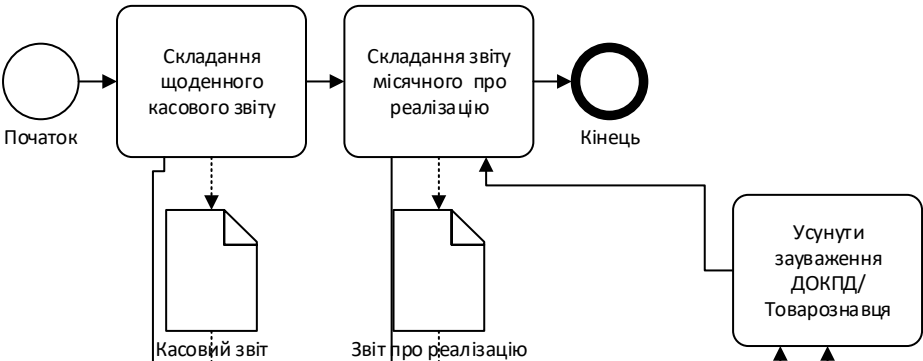 Складання
щоденного
касового звіту
Складання звіту
місячного про
реалізацію
Початок
Кінець
Усунути
зауваження
ДОКПД/
Товарознавця
Касовий звіт
Звіт про реалізацію